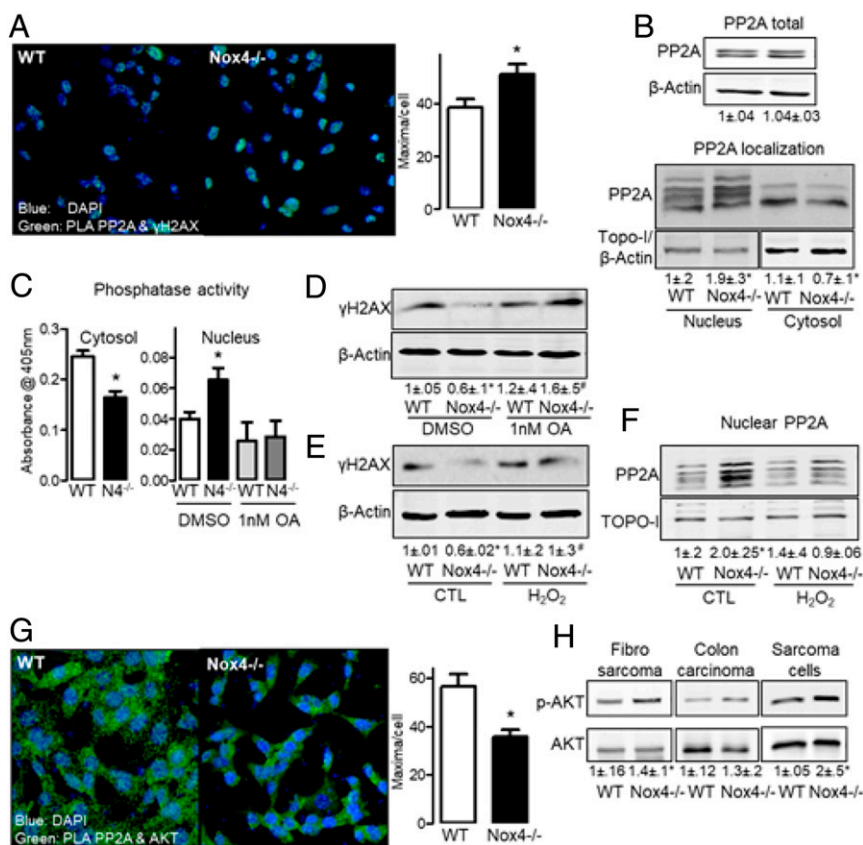 A
WT
Nox4-/-
Blue: DAPI
Green: PLA PP2A & γH2AX
Maxima/cell
60
40
20
0
*
WT
Nox4-/-
B
PP2A total
PP2A
β-Actin
1±.04 1.04±.03
PP2A localization
PP2A
Topo-I/
β-Actin
1±.2 1.9±.3* 1.1±.1 0.7±.1*
WT Nox4-/- WT Nox4-/-
Nucleus Cytosol
C
Phosphatase activity
Cytosol
Nucleus
Absorbance @ 405nm
0.3
0.2
0.1
0.0
*
WT N4-/-
0.08
0.06
0.04
0.02
0.00
*
WT N4-/- WT N4-/-
DMSO 1nM OA
D
γH2AX
β-Actin
1±.05 0.6±.1* 1.2±.4 1.6±.5#
WT Nox4-/- WT Nox4-/-
DMSO 1nM OA
E
γH2AX
β-Actin
1±.01 0.6±.02* 1.1±.2 1±.3#
WT Nox4-/- WT Nox4-/-
CTL H2O2
F
Nuclear PP2A
PP2A
TOPO-I
1±.2 2.0±.25* 1.4±.4 0.9±.06
WT Nox4-/- WT Nox4-/-
CTL H2O2
G
WT
Nox4-/-
Blue: DAPI
Green: PLA PP2A & AKT
Maxima/cell
60
40
20
0
*
WT
Nox4-/-
H
Fibro Colon Sarcoma
sarcoma carcinoma cells
p-AKT
AKT
1±.16 1.4±.1* 1±.12 1.3±.2 1±.05 2±.5*
WT Nox4-/- WT Nox4-/- WT Nox4-/-